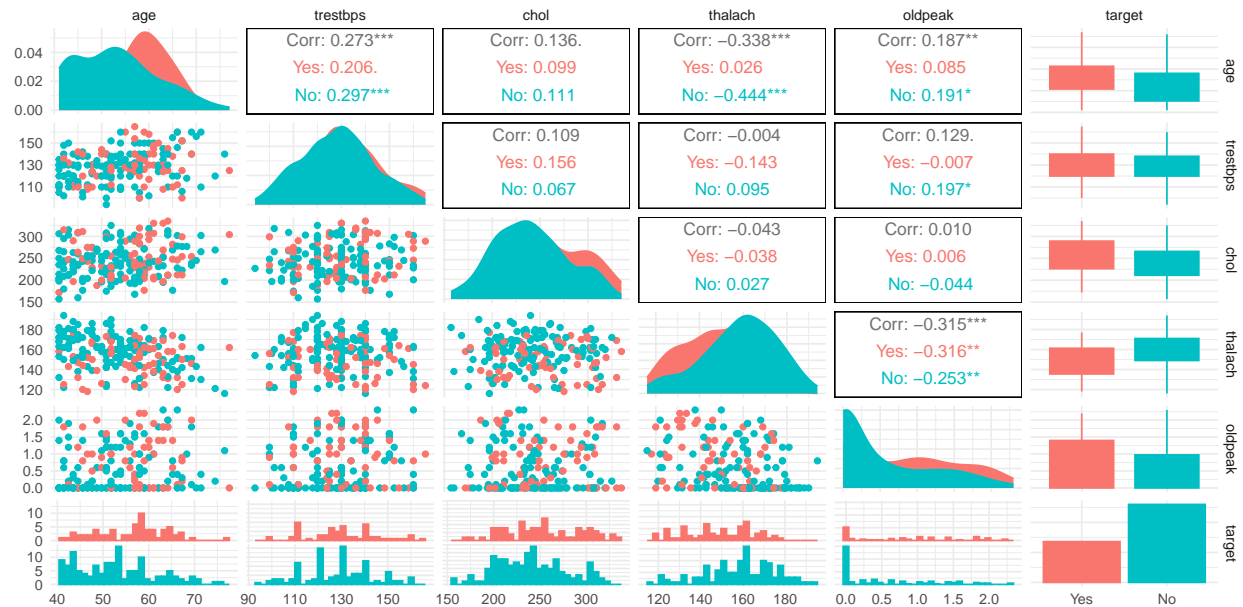 age trestbps chol thalach oldpeak target
0.04
0.02
0.00
Corr: 0.273***
Yes: 0.206.
No: 0.297***
Corr: 0.136.
Yes: 0.099
No: 0.111
Corr: −0.338***
Yes: 0.026
No: −0.444***
Corr: 0.187**
Yes: 0.085
No: 0.191*
age
150
130
110
Corr: 0.109
Yes: 0.156
No: 0.067
Corr: −0.004
Yes: −0.143
No: 0.095
Corr: 0.129.
Yes: −0.007
No: 0.197*
trestbps
300
250
200
150
Corr: −0.043
Yes: −0.038
No: 0.027
Corr: 0.010
Yes: 0.006
No: −0.044
chol
180
160
140
120
Corr: −0.315***
Yes: −0.316**
No: −0.253**
thalach
2.0
1.5
1.0
0.5
0.0
oldpeak
10
5
0
10
5
0
target
40 50 60 70 90 110 130 150 150 200 250 300 120 140 160 180 0.0 0.5 1.0 1.5 2.0 Yes No